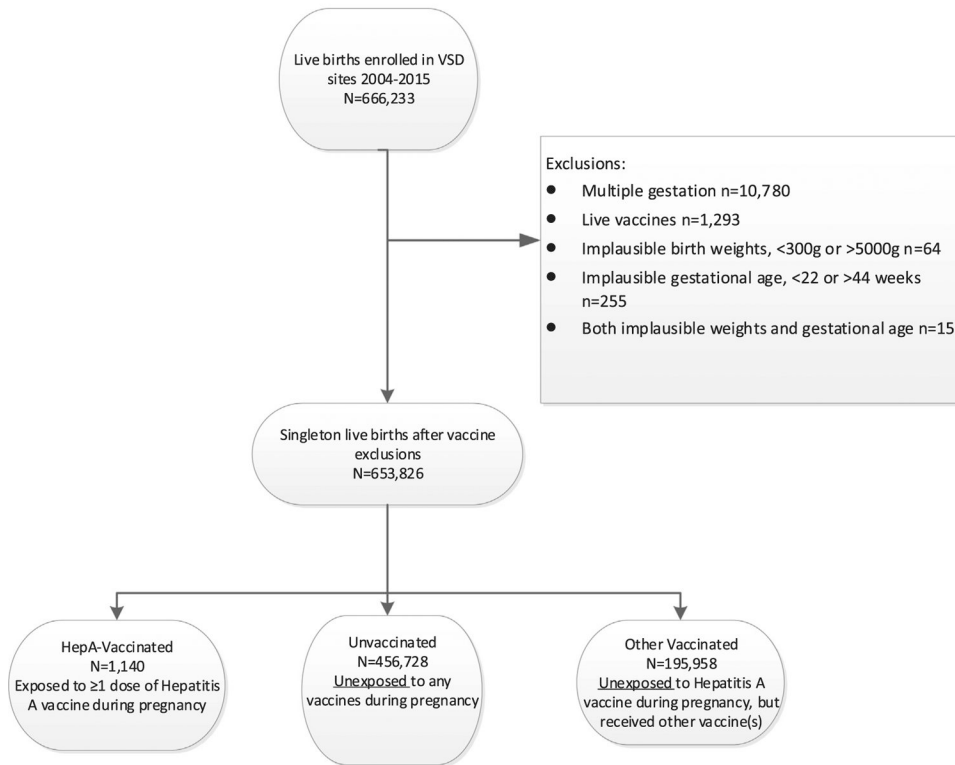 Live births enrolled in VSD
sites 2004-2015
N=666,233
Exclusions:
● Multiple gestation n=10,780
● Live vaccines n=1,293
● Implausible birth weights, <300g or >5000g n=64
● Implausible gestational age, <22 or >44 weeks
n=255
● Both implausible weights and gestational age n=15
Singleton live births after vaccine
exclusions
N=653,826
HepA-Vaccinated
N=1,140
Exposed to ≥1 dose of Hepatitis
A vaccine during pregnancy
Unvaccinated
N=456,728
Unexposed to any
vaccines during pregnancy
Other Vaccinated
N=195,958
Unexposed to Hepatitis A
vaccine during pregnancy, but
received other vaccine(s)